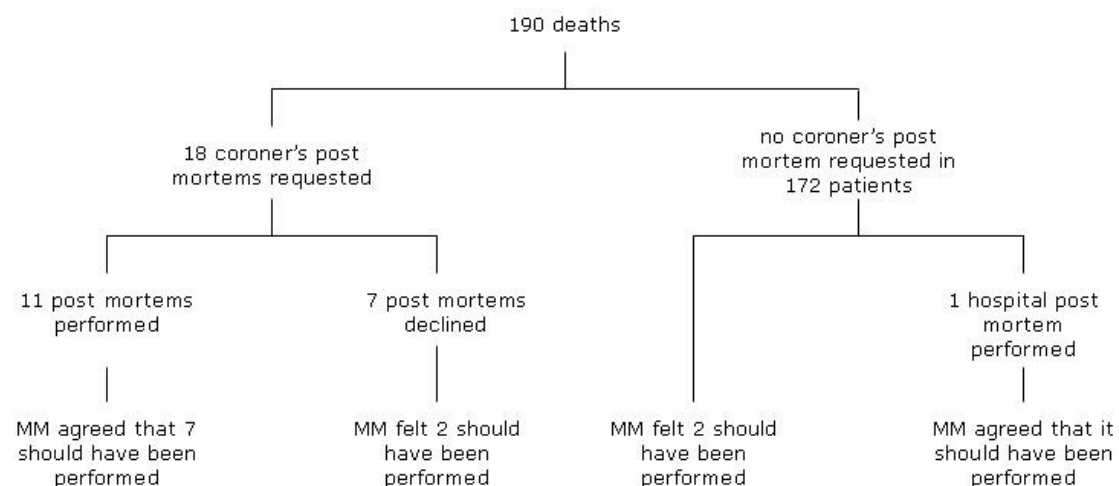 190 deaths
18 coroner's post
mortems requested
no coroner's post
mortem requested in
172 patients
11 post mortems
performed
7 post mortems
declined
1 hospital post
mortem
performed
MM agreed that 7
should have been
performed
MM felt 2 should
have been
performed
MM felt 2 should
have been
performed
MM agreed that it
should have been
performed